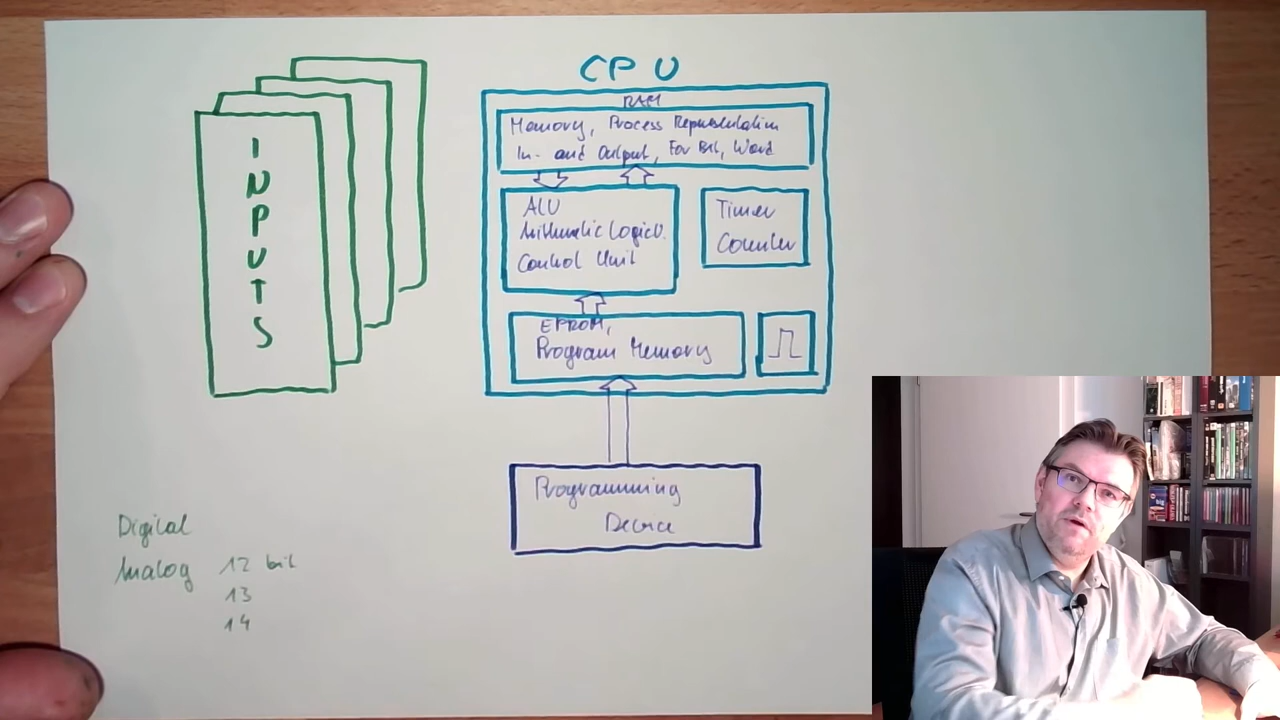 INPUTS
CPU
RAM
Memory, Process Representation
In- and Output, For Bit, Word
ALU
Arithmetic Logic U.
Control Unit
Timer
Counter
EPROM,
Program Memory
Programming
Device
Digital
Analog 12 bit
13
14